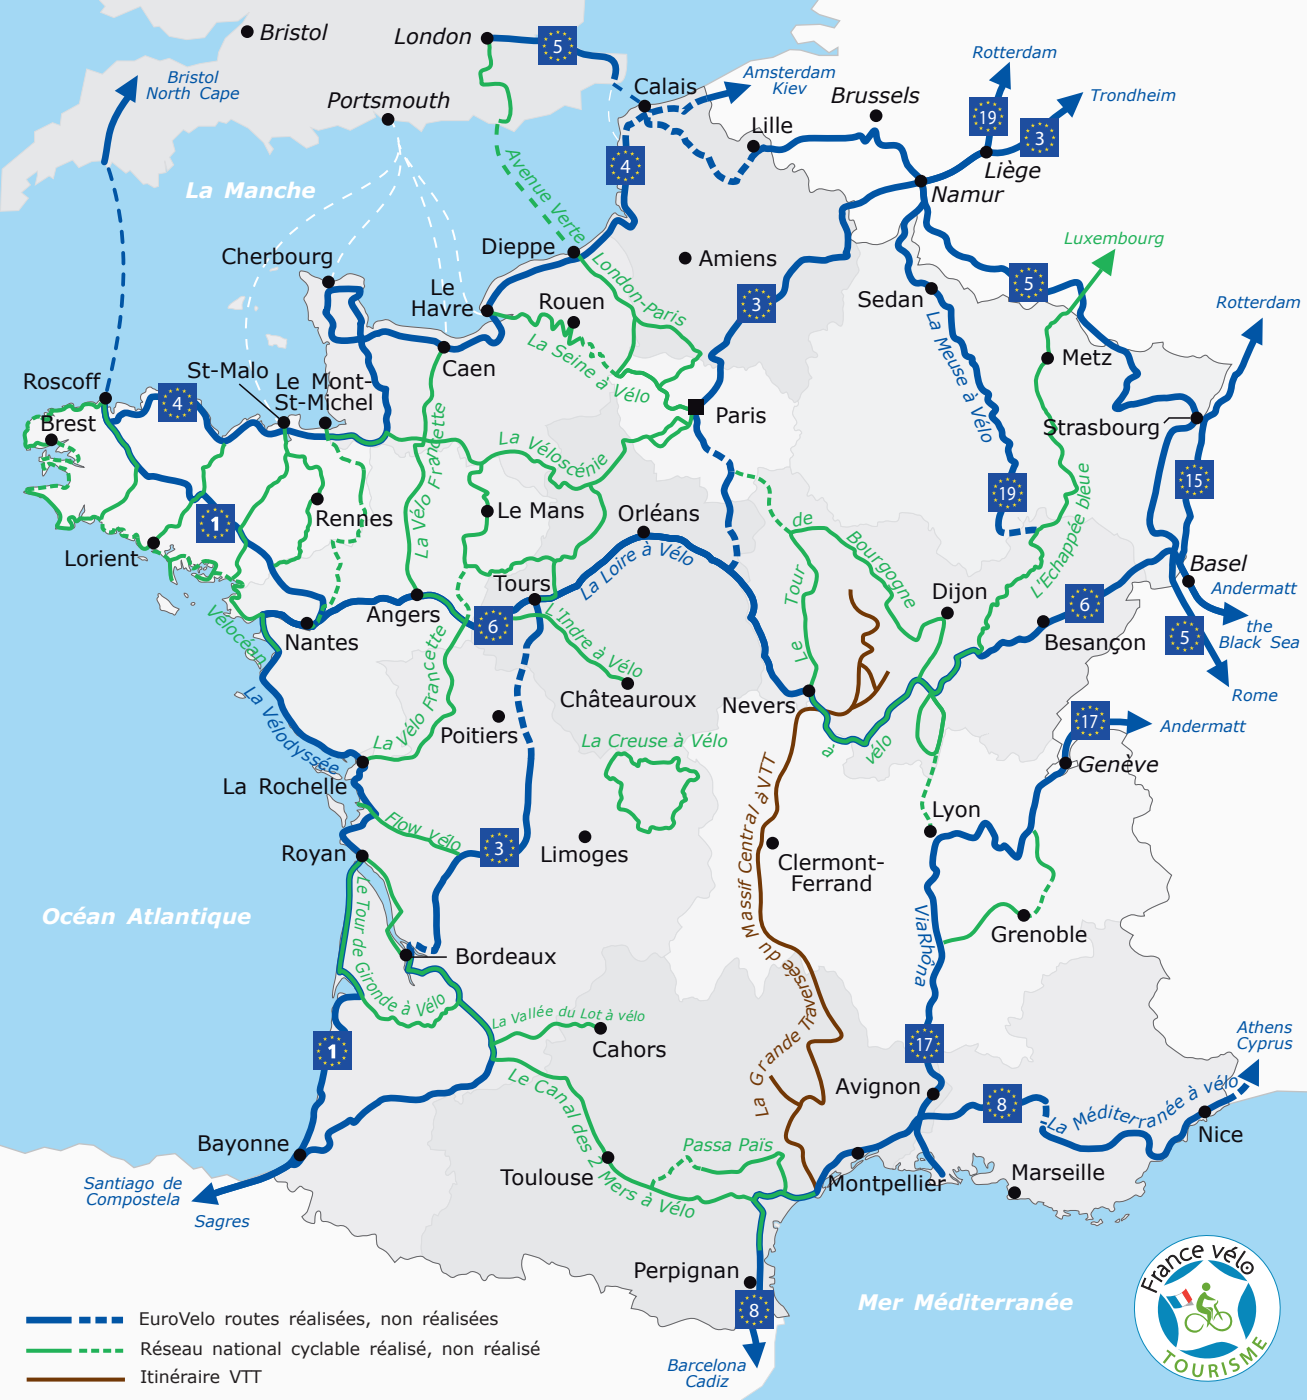 Bristol
London
5
Bristol
North Cape
Portsmouth
Calais
Amsterdam
Kiev
Rotterdam
Trondheim
Brussels
Lille
19
3
Liège
Namur
4
La Manche
Avenue Verte
Dieppe
London-Paris
Amiens
Luxembourg
Cherbourg
Le
Havre
Rouen
3
Sedan
5
Rotterdam
La Seine à Vélo
Caen
La Meuse à Vélo
Metz
Roscoff
St-Malo
Le Mont-
St-Michel
4
Brest
Paris
Strasbourg
La Vélo Francette
La Véloscénie
19
15
1
Rennes
Le Mans
Orléans
Lorient
La Loire à Vélo
Le Tour de Bourgogne à vélo
L'Echappée bleue
Basel
Andermatt
the
Black Sea
Tours
Angers
6
L'Indre à Vélo
Dijon
6
Besançon
5
Rome
Vélocéan
Nantes
La Vélo Francette
Châteauroux
Nevers
La Vélodyssée
Poitiers
La Creuse à Vélo
17
Andermatt
Genève
La Rochelle
Flow vélo
Royan
3
Limoges
Lyon
Clermont-
Ferrand
La Grande Traversée du Massif Central à VTT
Grenoble
Océan Atlantique
Le Tour de Gironde à Vélo
Bordeaux
ViaRhôna
La Vallée du Lot à vélo
Cahors
1
17
Athens
Cyprus
Le Canal des 2 Mers à Vélo
Avignon
8
La Méditerranée à vélo
Nice
Bayonne
Passa Païs
Toulouse
Montpellier
Marseille
Santiago de
Compostela
Sagres
Perpignan
8
Mer Méditerranée
Barcelona
Cadiz
EuroVelo routes réalisées, non réalisées
Réseau national cyclable réalisé, non réalisé
Itinéraire VTT
France vélo
TOURISME